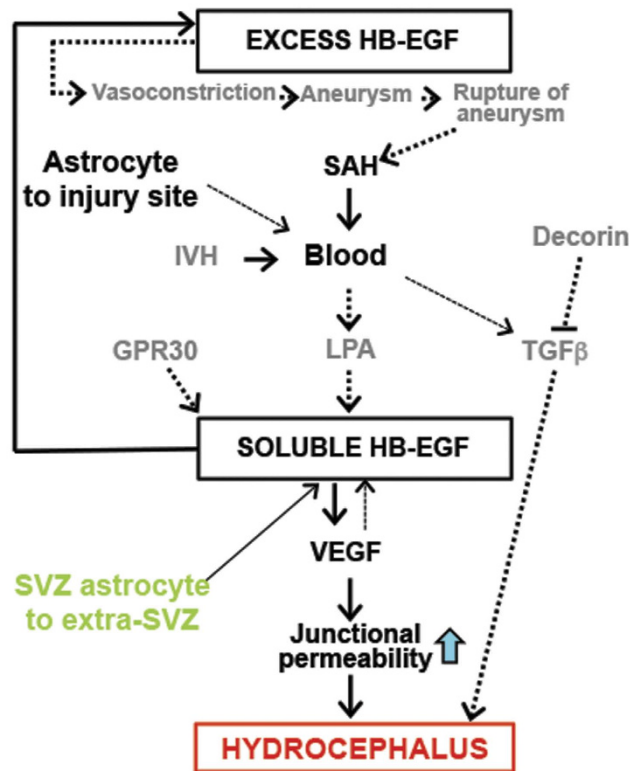 EXCESS HB-EGF
Vasoconstriction
Aneurysm
Rupture of
aneurysm
SAH
Astrocyte
to injury site
IVH
Blood
Decorin
GPR30
LPA
TGFβ
SOLUBLE HB-EGF
VEGF
SVZ astrocyte
to extra-SVZ
Junctional
permeability
HYDROCEPHALUS